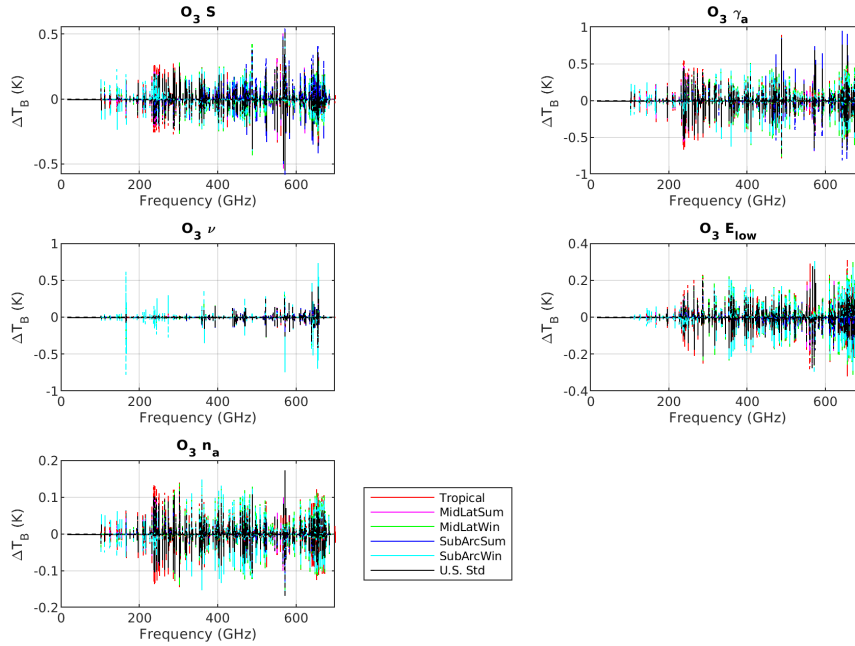 O3 S
0.5
0
-0.5
ΔTB (K)
0 200 400 600
Frequency (GHz)
O3 γa
1
0.5
0
-0.5
-1
ΔTB (K)
0 200 400 600
Frequency (GHz)
O3 ν
1
0.5
0
-0.5
-1
ΔTB (K)
0 200 400 600
Frequency (GHz)
O3 Elow
0.4
0.2
0
-0.2
-0.4
ΔTB (K)
0 200 400 600
Frequency (GHz)
O3 na
0.2
0.1
0
-0.1
-0.2
ΔTB (K)
0 200 400 600
Frequency (GHz)
Tropical
MidLatSum
MidLatWin
SubArcSum
SubArcWin
U.S. Std